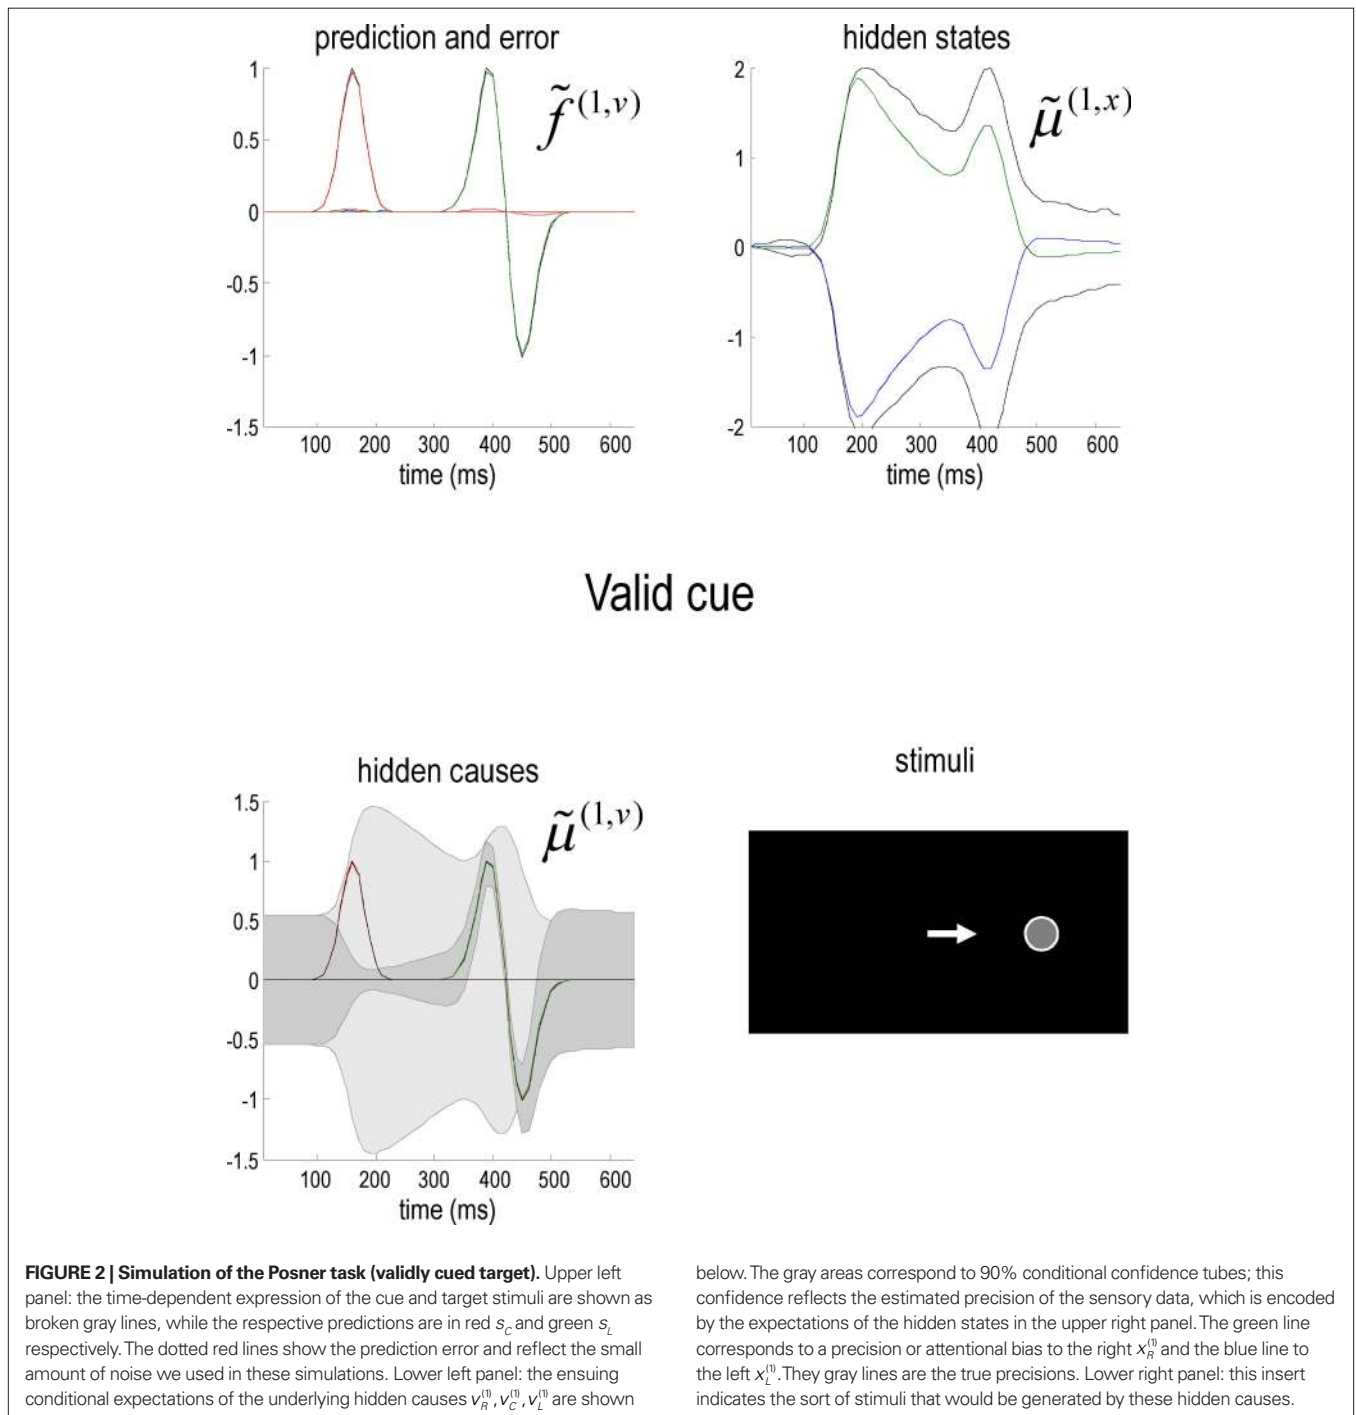 prediction and error
1
0.5
0
-0.5
-1
-1.5
f̃^(1,v)
100 200 300 400 500 600
time (ms)
hidden states
2
1
0
-1
-2
μ̃^(1,x)
100 200 300 400 500 600
time (ms)
Valid cue
hidden causes
1.5
1
0.5
0
-0.5
-1
-1.5
μ̃^(1,v)
100 200 300 400 500 600
time (ms)
stimuli
FIGURE 2 | Simulation of the Posner task (validly cued target). Upper left
panel: the time-dependent expression of the cue and target stimuli are shown as
broken gray lines, while the respective predictions are in red s_C and green s_L
respectively. The dotted red lines show the prediction error and reflect the small
amount of noise we used in these simulations. Lower left panel: the ensuing
conditional expectations of the underlying hidden causes v_R^(1), v_C^(1), v_L^(1) are shown
below. The gray areas correspond to 90% conditional confidence tubes; this
confidence reflects the estimated precision of the sensory data, which is encoded
by the expectations of the hidden states in the upper right panel. The green line
corresponds to a precision or attentional bias to the right x_R^(1) and the blue line to
the left x_L^(1). They gray lines are the true precisions. Lower right panel: this insert
indicates the sort of stimuli that would be generated by these hidden causes.